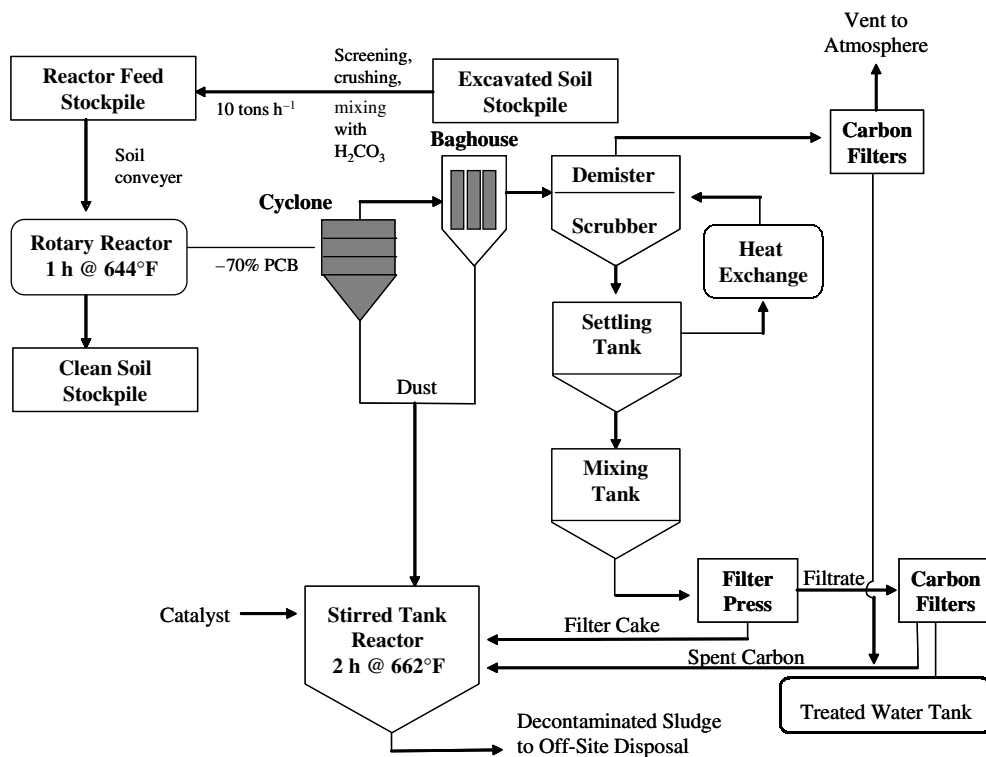 Vent to
Atmosphere
Reactor Feed
Stockpile
Screening,
crushing,
10 tons h⁻¹
mixing
with
H₂CO₃
Excavated Soil
Stockpile
Carbon
Filters
Soil
conveyer
Baghouse
Demister
Scrubber
Cyclone
Rotary Reactor
1 h @ 644°F
–70% PCB
Heat
Exchange
Settling
Tank
Clean Soil
Stockpile
Dust
Mixing
Tank
Filter
Press
Filtrate
Carbon
Filters
Catalyst
Stirred Tank
Reactor
2 h @ 662°F
Filter Cake
Spent Carbon
Treated Water Tank
Decontaminated Sludge
to Off-Site Disposal